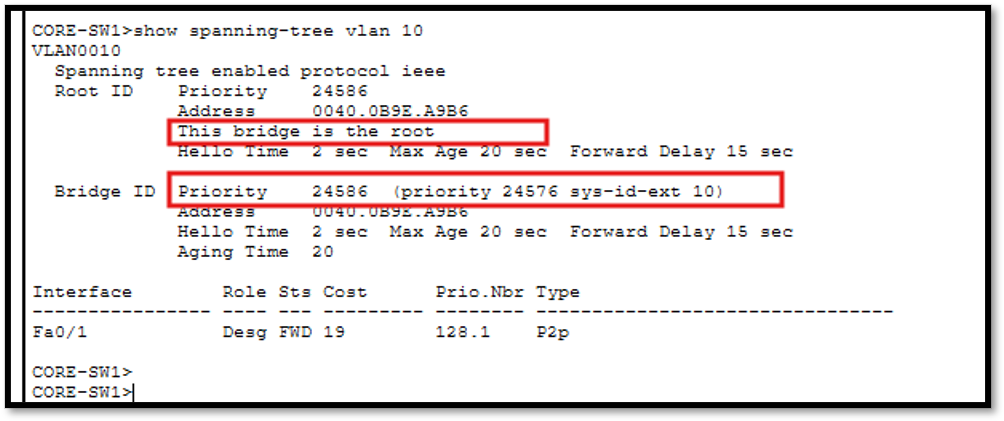 CORE-SW1>show spanning-tree vlan 10
VLAN0010
  Spanning tree enabled protocol ieee
  Root ID    Priority    24586
             Address     0040.0B9E.A9B6
             This bridge is the root
             Hello Time  2 sec  Max Age 20 sec  Forward Delay 15 sec
  Bridge ID  Priority    24586  (priority 24576 sys-id-ext 10)
             Address     0040.0B9E.A9B6
             Hello Time  2 sec  Max Age 20 sec  Forward Delay 15 sec
             Aging Time  20
Interface        Role Sts Cost      Prio.Nbr Type
---------------- ---- --- --------- -------- --------------------------------
Fa0/1            Desg FWD 19        128.1    P2p
CORE-SW1>
CORE-SW1>